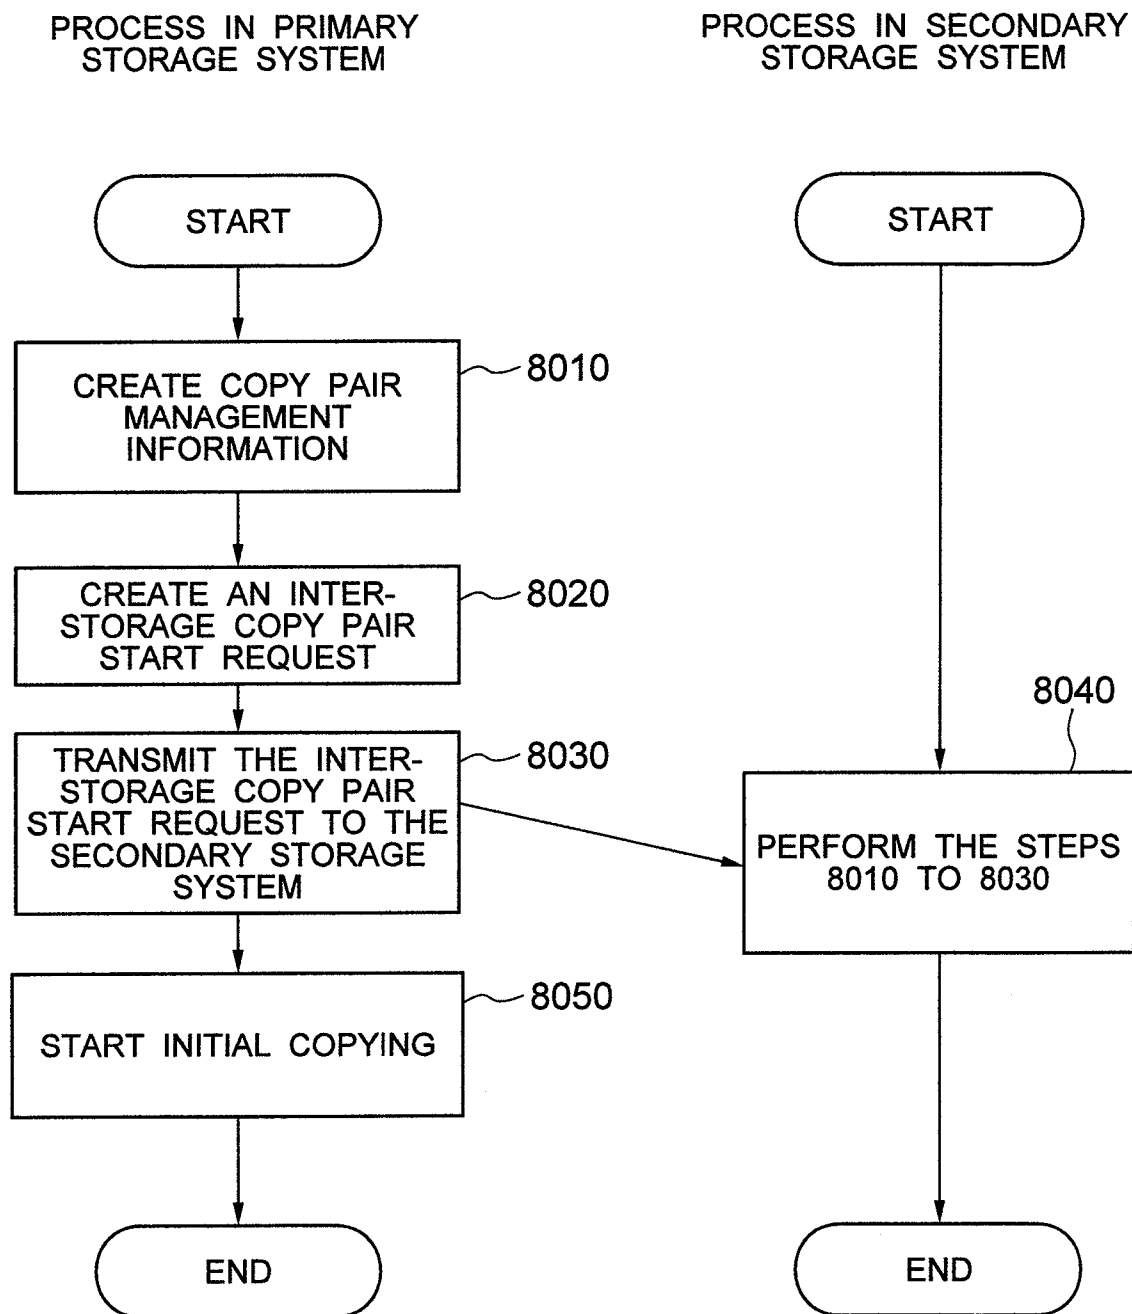 PROCESS IN PRIMARY
STORAGE SYSTEM
START
CREATE COPY PAIR
MANAGEMENT
INFORMATION
8010
CREATE AN INTER-
STORAGE COPY PAIR
START REQUEST
8020
TRANSMIT THE INTER-
STORAGE COPY PAIR
START REQUEST TO THE
SECONDARY STORAGE
SYSTEM
8030
START INITIAL COPYING
8050
END
PROCESS IN SECONDARY
STORAGE SYSTEM
START
8040
PERFORM THE STEPS
8010 TO 8030
END